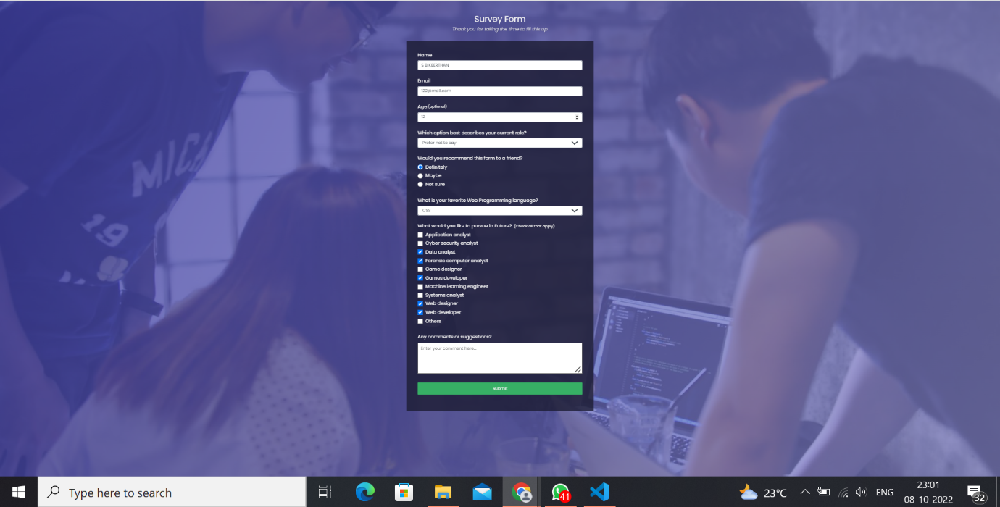 Survey Form
Thank you for taking the time to fill this up
Name
S B KEERTHAN
Email
123@mail.com
Age (optional)
12
Which option best describes your current role?
Prefer not to say
Would you recommend this form to a friend?
Definitely
Maybe
Not sure
What is your favorite Web Programming language?
CSS
What would you like to pursue in Future? (Check all that apply)
Application analyst
Cyber security analyst
Data analyst
Forensic computer analyst
Game designer
Games developer
Machine learning engineer
Systems analyst
Web designer
Web developer
Others
Any comments or suggestions?
Enter your comment here...
Submit
MICH
19
Type here to search
41
23°C
ENG
23:01
08-10-2022
32